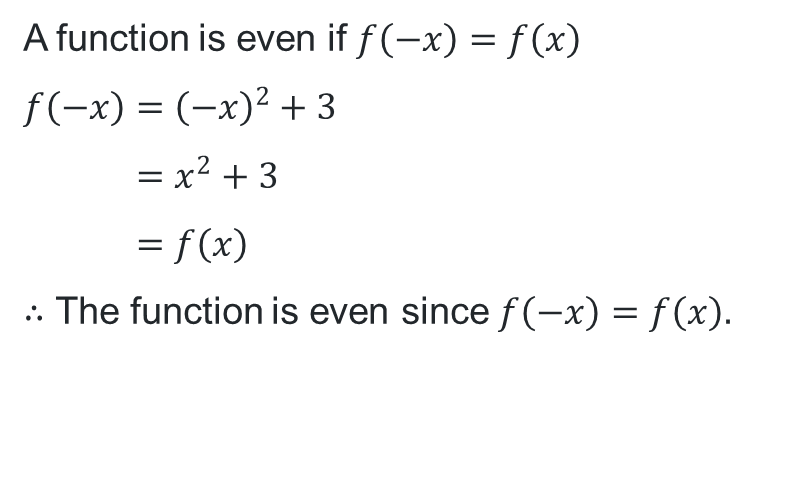 A function is even if 𝑓(−𝑥) = 𝑓(𝑥)
𝑓(−𝑥) = (−𝑥)² + 3
= 𝑥² + 3
= 𝑓(𝑥)
∴ The function is even since 𝑓(−𝑥) = 𝑓(𝑥).